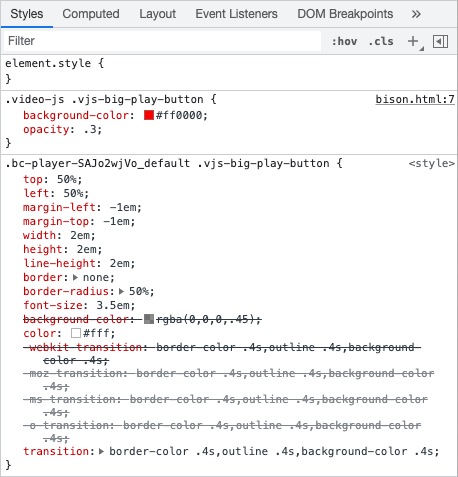 Styles Computed Layout Event Listeners DOM Breakpoints »
Filter :hov .cls +
element.style {
}
.video-js .vjs-big-play-button { bison.html:7
background-color: #ff0000;
opacity: .3;
}
.bc-player-SAJo2wjVo_default .vjs-big-play-button { <style>
top: 50%;
left: 50%;
margin-left: -1em;
margin-top: -1em;
width: 2em;
height: 2em;
line-height: 2em;
border: none;
border-radius: 50%;
font-size: 3.5em;
background-color: rgba(0,0,0,.45);
color: #fff;
-webkit-transition: border-color .4s,outline .4s,background-
color .4s;
-moz-transition: border-color .4s,outline .4s,background-color
.4s;
-ms-transition: border-color .4s,outline .4s,background-color
.4s;
-o-transition: border-color .4s,outline .4s,background-color
.4s;
transition: border-color .4s,outline .4s,background-color .4s;
}